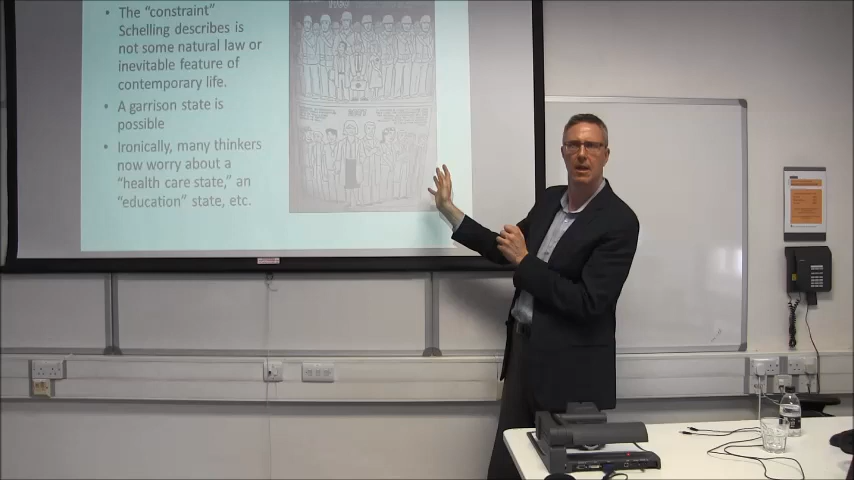 • The “constraint”
Schelling describes is
not some natural law or
inevitable feature of
contemporary life.
• A garrison state is
possible
• Ironically, many thinkers
now worry about a
“health care state,” an
“education” state, etc.